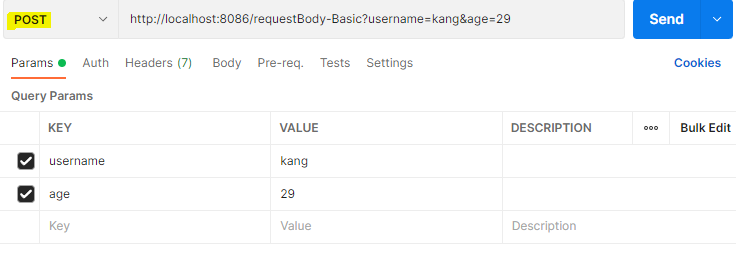 POST http://localhost:8086/requestBody-Basic?username=kang&age=29 Send
Params Auth Headers (7) Body Pre-req. Tests Settings Cookies
Query Params
KEY VALUE DESCRIPTION ooo Bulk Edit
username kang
age 29
Key Value Description